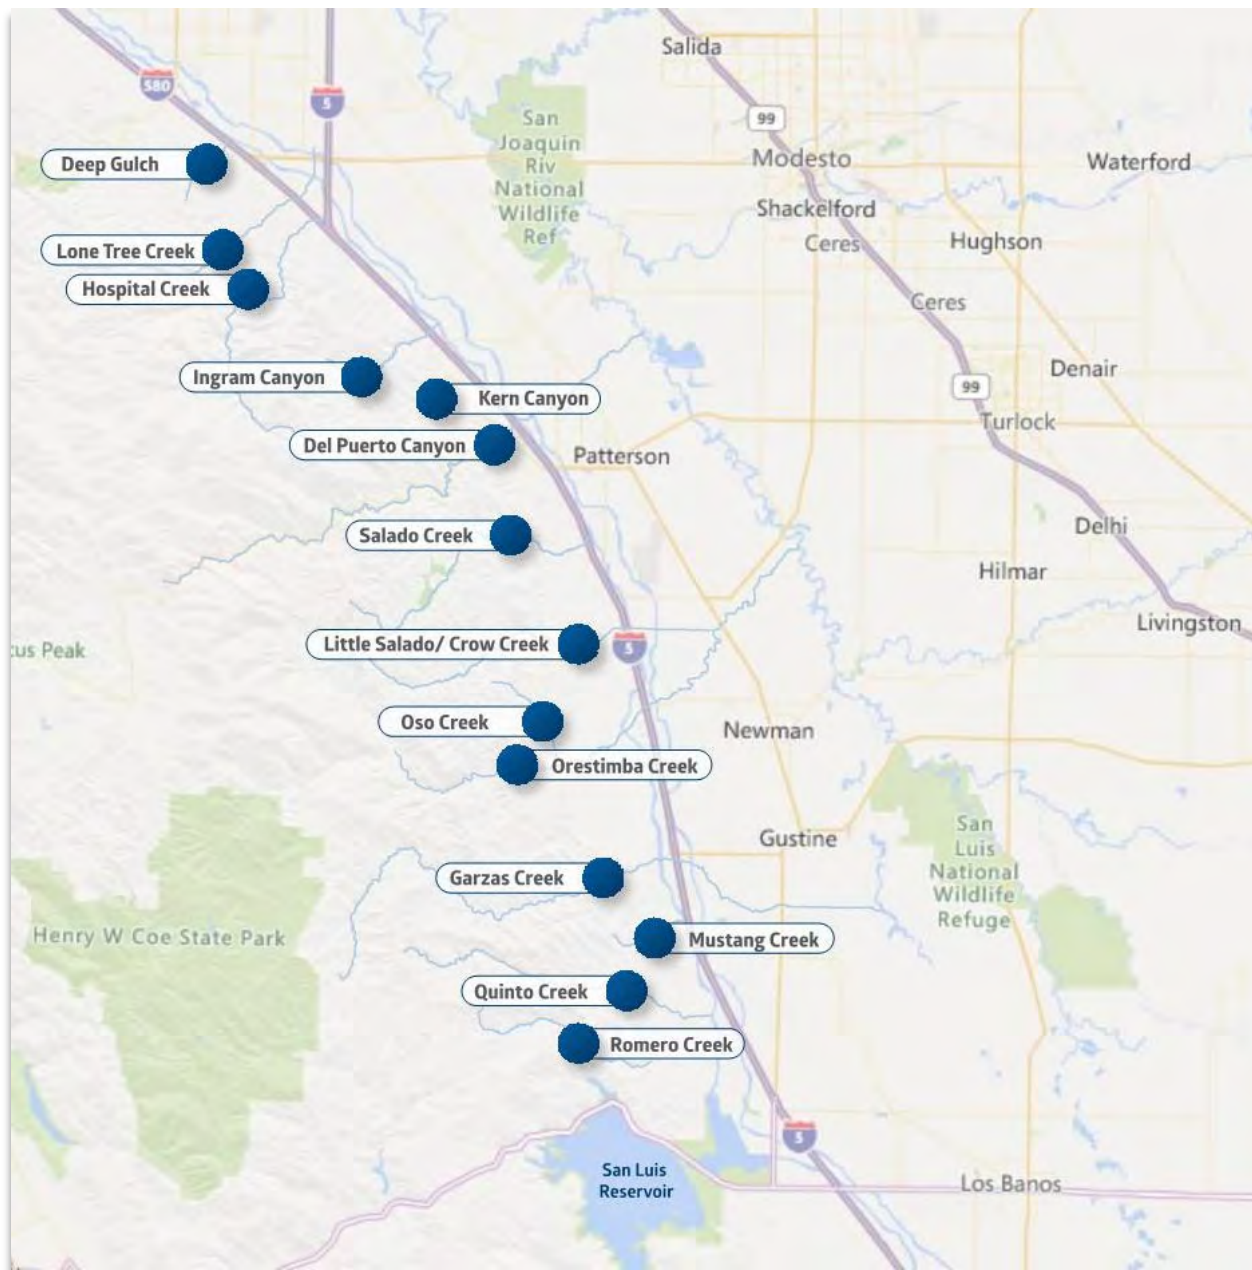 Salida
580
5
99
San
Joaquin
Riv
National
Wildlife
Ref
Modesto
Waterford
Deep Gulch
Shackelford
Ceres
Hughson
Lone Tree Creek
Hospital Creek
Ceres
Ingram Canyon
Kern Canyon
Denair
99
Turlock
Del Puerto Canyon
Patterson
Salado Creek
Delhi
Hilmar
Livingston
Little Salado/ Crow Creek
5
cus Peak
Oso Creek
Newman
Orestimba Creek
Gustine
San
Luis
National
Wildlife
Refuge
Garzas Creek
Henry W Coe State Park
Mustang Creek
Quinto Creek
Romero Creek
5
San Luis
Reservoir
Los Banos